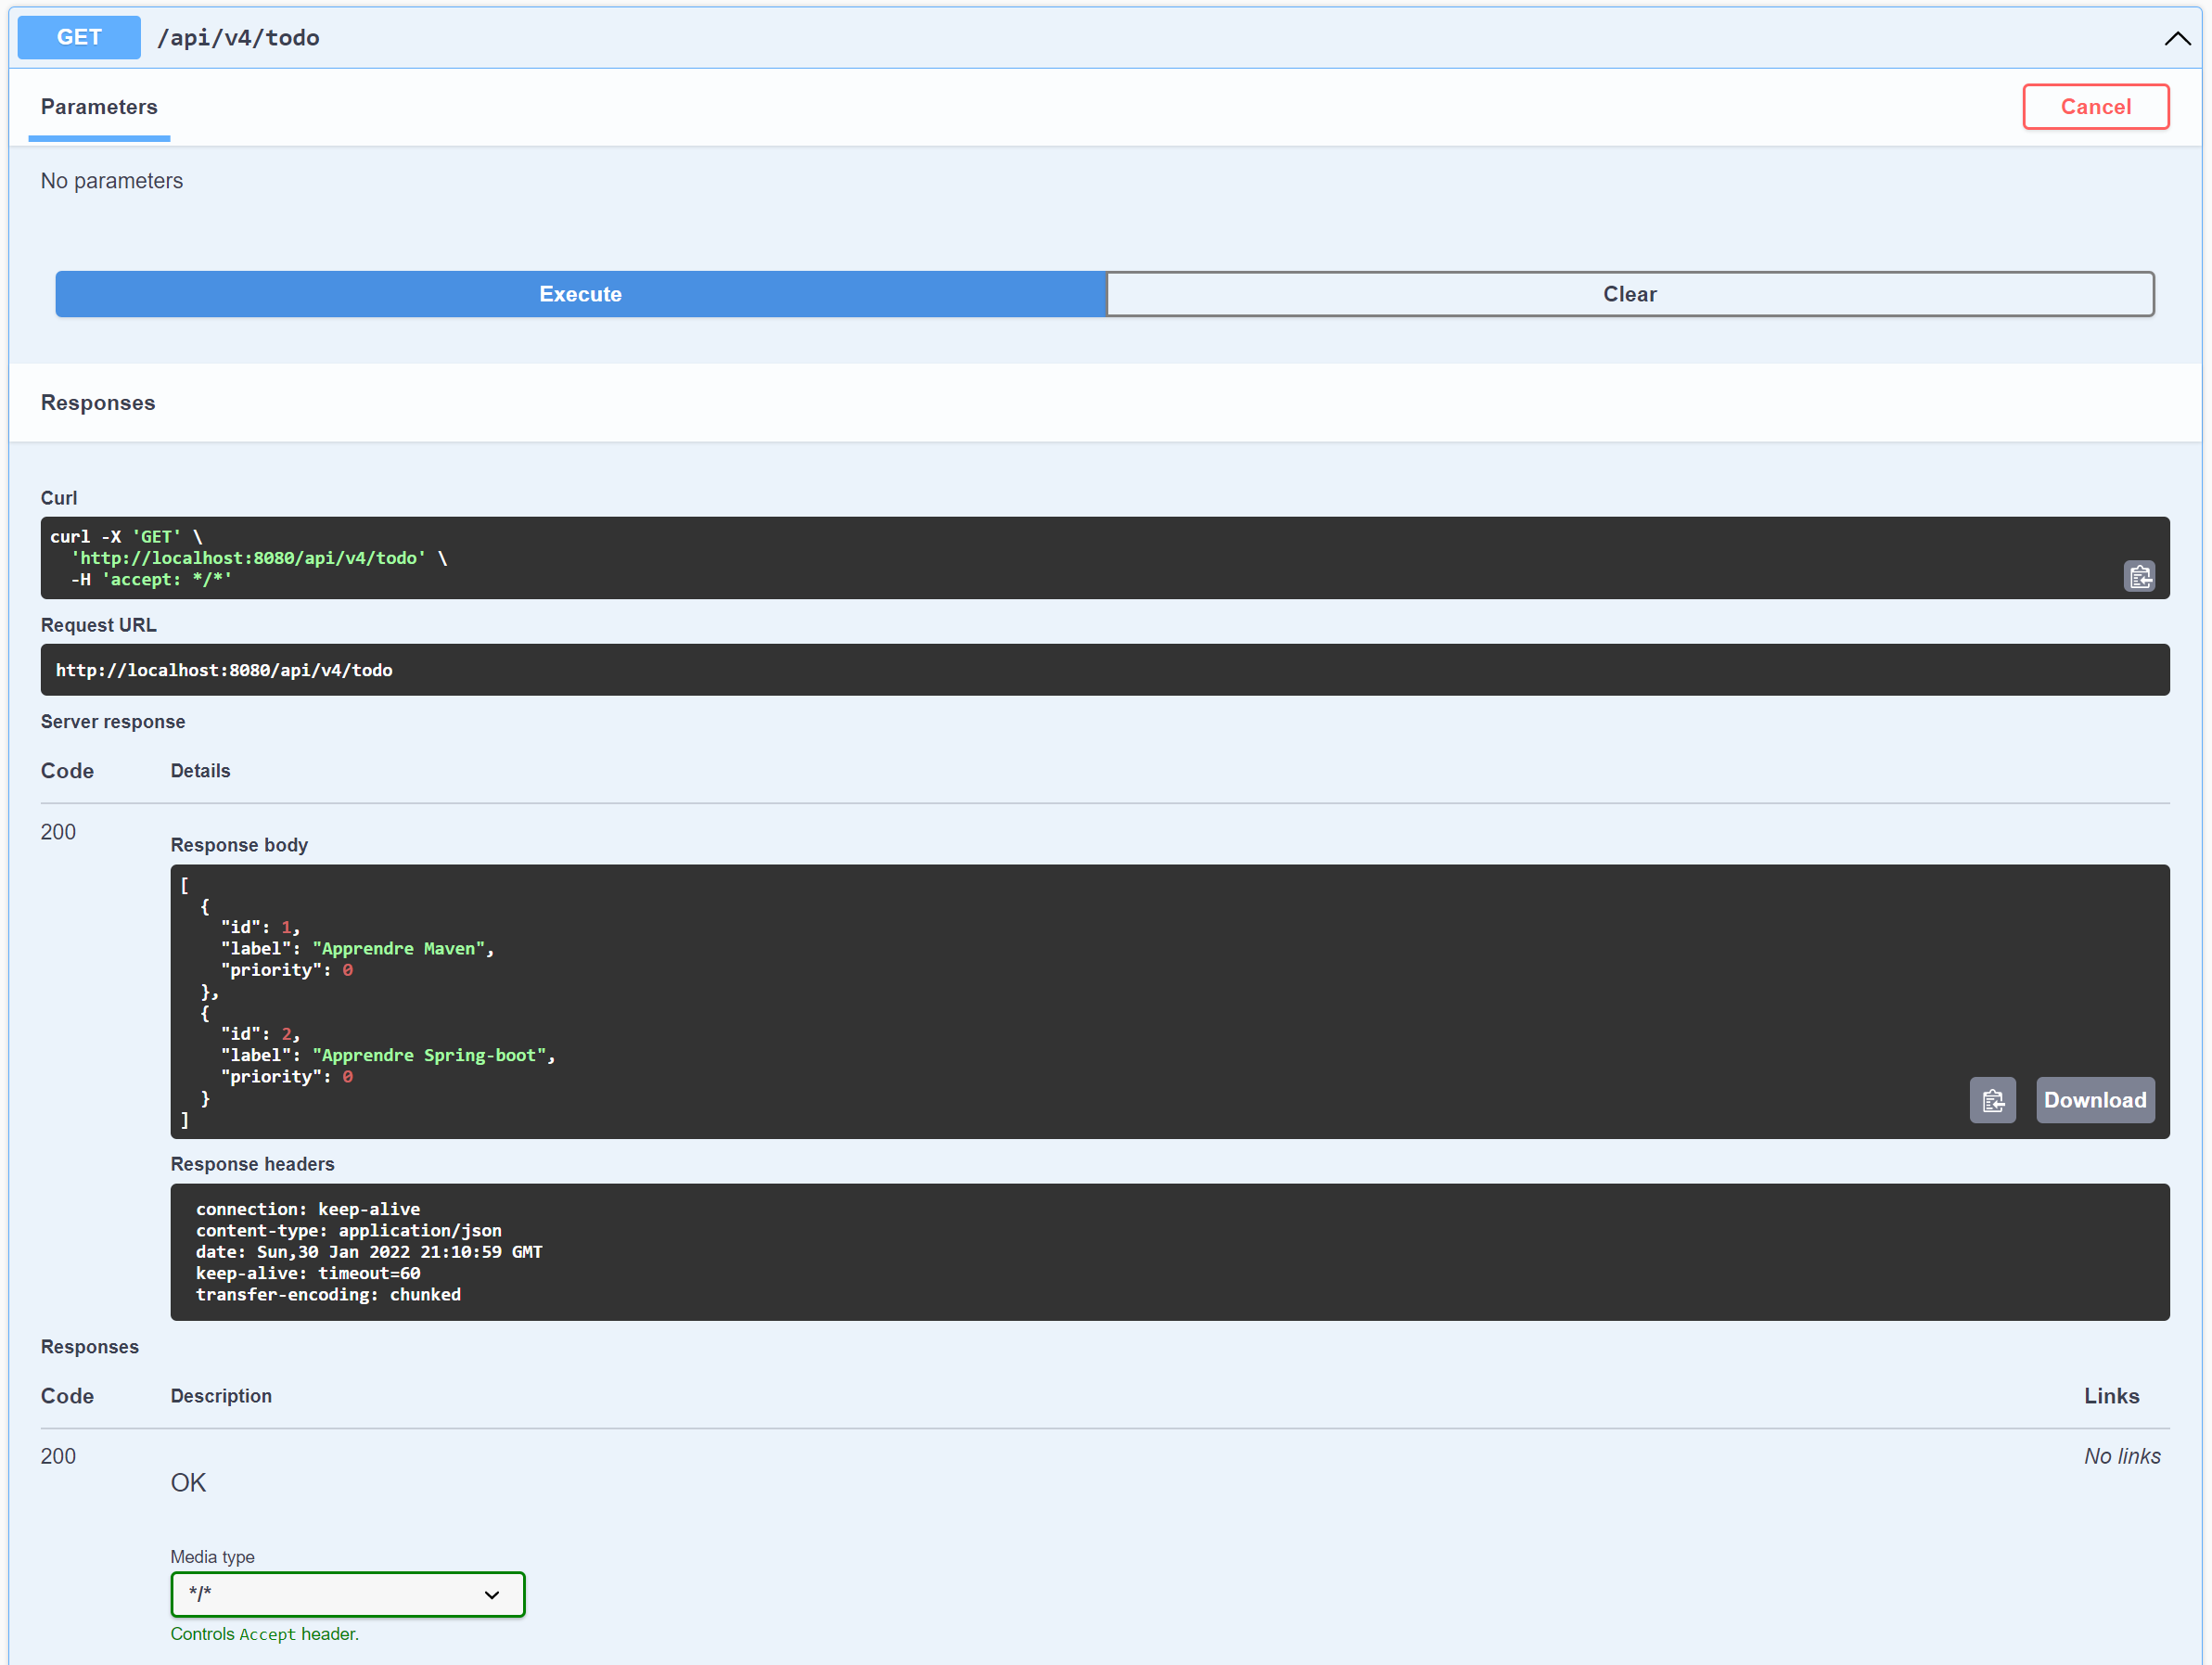 GET /api/v4/todo
Parameters
Cancel
No parameters
Execute
Clear
Responses
Curl
curl -X 'GET' \
  'http://localhost:8080/api/v4/todo' \
  -H 'accept: */*'
Request URL
http://localhost:8080/api/v4/todo
Server response
Code Details
200
Response body
[
  {
    "id": 1,
    "label": "Apprendre Maven",
    "priority": 0
  },
  {
    "id": 2,
    "label": "Apprendre Spring-boot",
    "priority": 0
  }
]
Download
Response headers
connection: keep-alive
content-type: application/json
date: Sun,30 Jan 2022 21:10:59 GMT
keep-alive: timeout=60
transfer-encoding: chunked
Responses
Code Description Links
200 No links
OK
Media type
*/*
Controls Accept header.